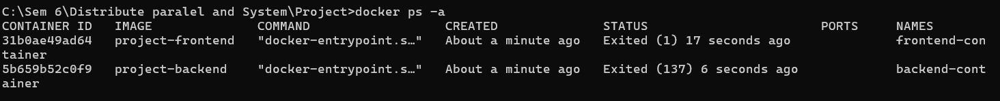 C:\Sem 6\Distribute paralel and System\Project>docker ps -a
CONTAINER ID   IMAGE              COMMAND                  CREATED              STATUS                        PORTS     NAMES
31b0ae49ad64   project-frontend   "docker-entrypoint.s…"   About a minute ago   Exited (1) 17 seconds ago               frontend-con
tainer
5b659b52c0f9   project-backend    "docker-entrypoint.s…"   About a minute ago   Exited (137) 6 seconds ago              backend-cont
ainer